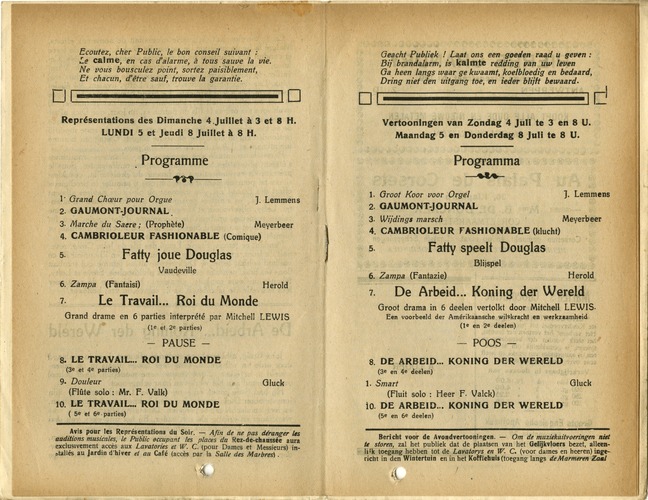 Ecoutez, cher Public, le bon conseil suivant :
Le calme, en cas d'alarme, à tous sauve la vie.
Ne vous bousculez point, sortez paisiblement,
Et chacun, d'être sauf, trouve la garantie.
Représentations des Dimanche 4 Juillet à 3 et 8 H.
LUNDI 5 et Jeudi 8 Juillet à 8 H.
Programme
1 Grand Chœur pour Orgue J. Lemmens
2. GAUMONT-JOURNAL
3. Marche du Sacre; (Prophète) Meyerbeer
4. CAMBRIOLEUR FASHIONABLE (Comique)
5. Fatty joue Douglas
Vaudeville
6. Zampa (Fantaisi) Herold
7. Le Travail... Roi du Monde
Grand drame en 6 parties interprété par Mitchell LEWIS
(1e et 2e parties)
— PAUSE —
8. LE TRAVAIL... ROI DU MONDE
(3e et 4e parties)
9. Douleur Gluck
(Flûte solo : Mr. F. Valk)
10. LE TRAVAIL... ROI DU MONDE
( 5e et 6e parties)
Avis pour les Représentations du Soir. — Afin de ne pas déranger les
auditions musicales, le Public occupant les places du Rez-de-chaussée aura
exclusivement accès aux Lavatories et W. C. (pour Dames et Messieurs) in-
stallés au Jardin d'hiver et au Café (accès par la Salle des Marbres).
Geacht Publiek ! Laat ons een goeden raad u geven :
Bij brandalarm, is kalmte redding van uw leven
Ga heen langs waar ge kwaamt, koelbloedig en bedaard,
Dring niet den uitgang toe, en ieder blijft bewaard.
Vertooningen van Zondag 4 Juli te 3 en 8 U.
Maandag 5 en Donderdag 8 Juli te 8 U.
Programma
1. Groot Koor voor Orgel J. Lemmens
2. GAUMONT-JOURNAL
3. Wijdings marsch Meyerbeer
4. CAMBRIOLEUR FASHIONABLE (klucht)
5. Fatty speelt Douglas
Blijspel
6. Zampa (Fantazie) Herold
7. De Arbeid... Koning der Wereld
Groot drama in 6 deelen vertolkt door Mitchell LEWIS.
Een voorbeeld der Amérikaansche wilskracht en werkzaamheid.
(1e en 2e deelen)
— POOS —
8. DE ARBEID... KONING DER WERELD
(3e en 4e deelen)
1. Smart Gluck
(Fluit solo : Heer F. Valck)
10. DE ARBEID... KONING DER WERELD
(5e en 6e deelen)
Bericht voor de Avondvertooningen. — Om de muziekuitvoeringen niet
te storen, zal het publiek dat de plaatsen van het Gelijkvloers bezet, alleen-
lijk toegang hebben tot de Lavatorys en W. C. (voor dames en heeren) inge-
richt in den Wintertuin en in het Koffiehuis (toegang langs de Marmeren Zaal